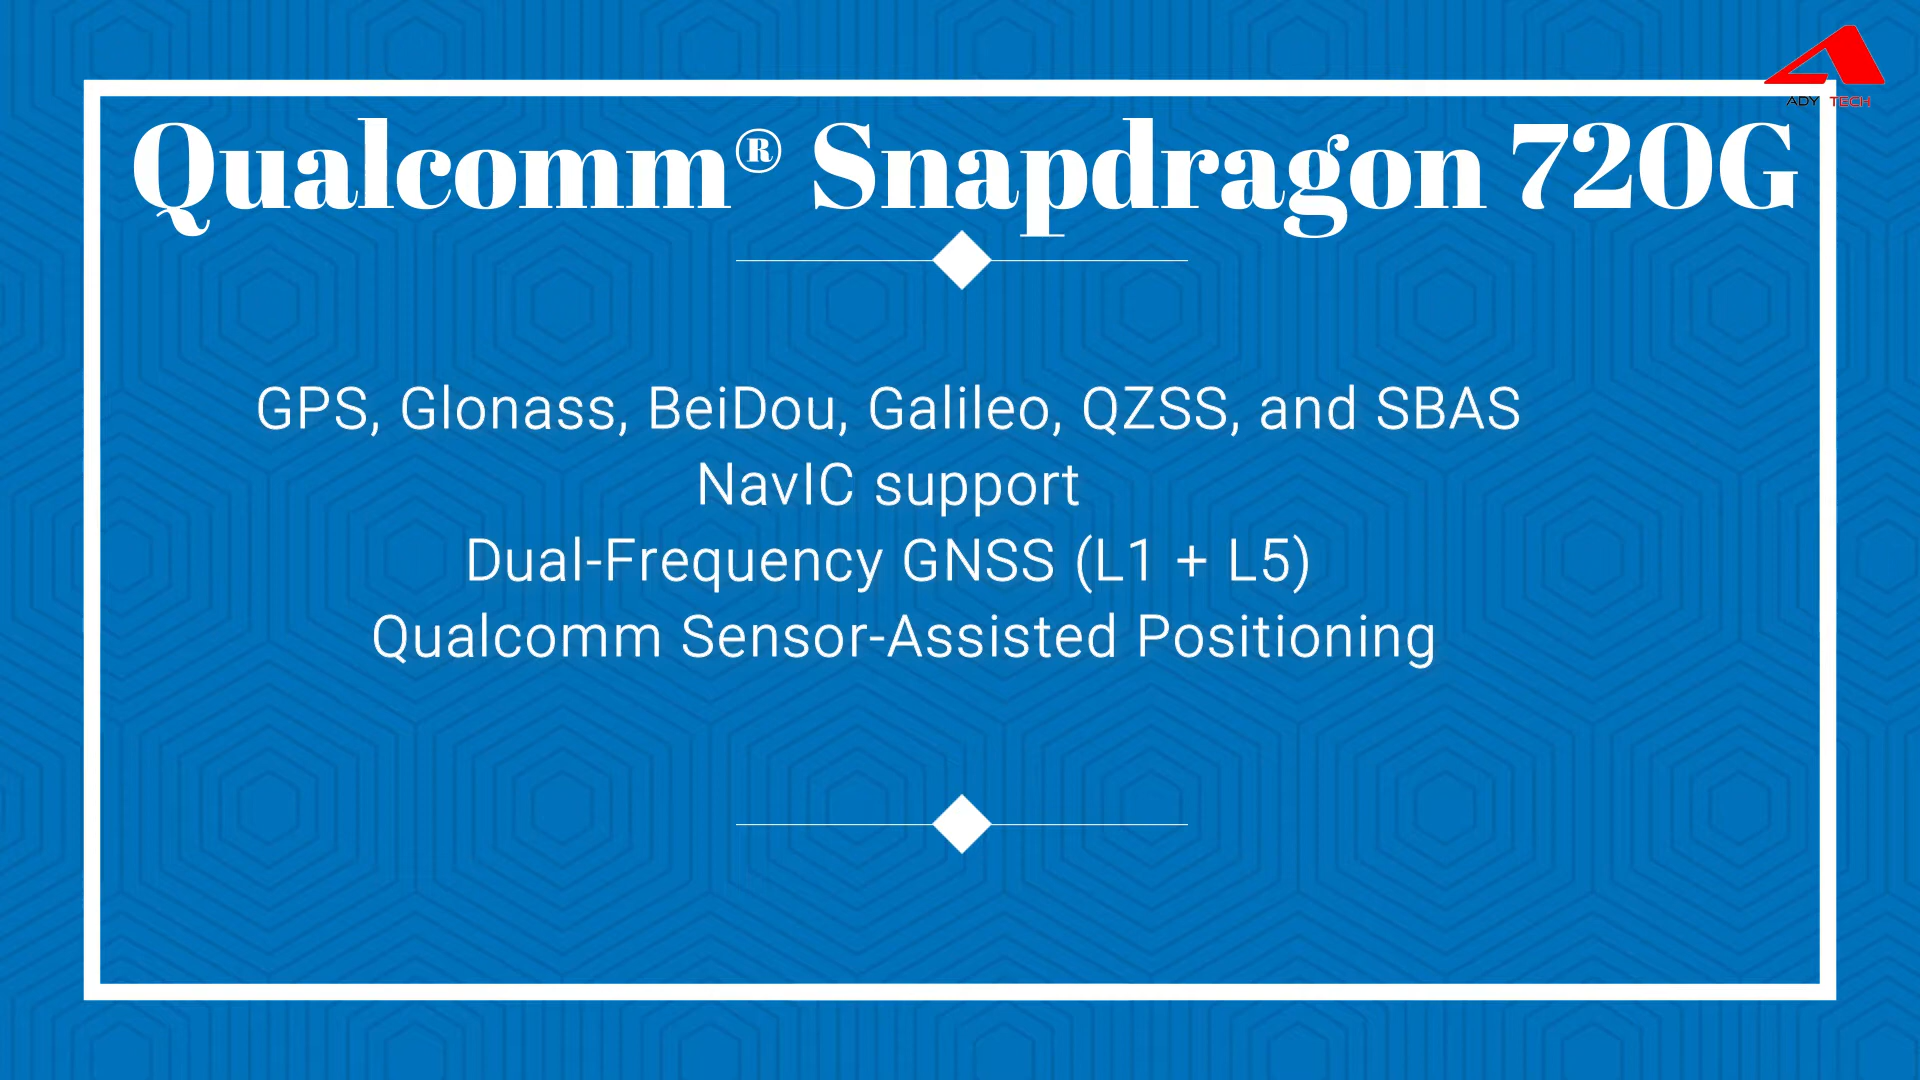 ADY TECH
Qualcomm® Snapdragon 720G
GPS, Glonass, BeiDou, Galileo, QZSS, and SBAS
NavIC support
Dual-Frequency GNSS (L1 + L5)
Qualcomm Sensor-Assisted Positioning